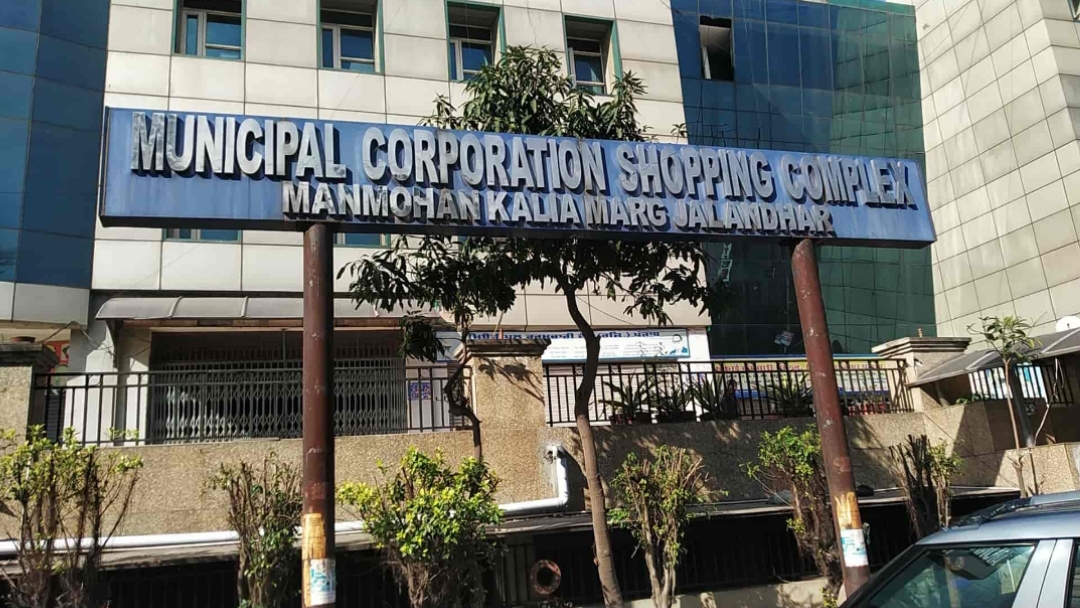 MUNICIPAL CORPORATION SHOPPING COMPLEX
MANMOHAN KALIA MARG JALANDHAR